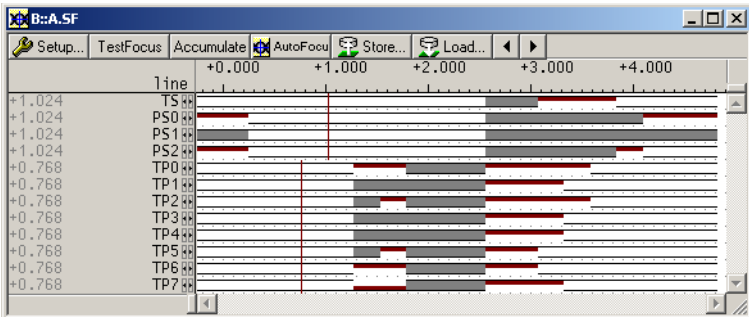 B::A.SF
Setup... TestFocus Accumulate AutoFocu Store... Load...
+0.000 +1.000 +2.000 +3.000 +4.000
line
+1.024 TS
+1.024 PS0
+1.024 PS1
+1.024 PS2
+0.768 TP0
+0.768 TP1
+0.768 TP2
+0.768 TP3
+0.768 TP4
+0.768 TP5
+0.768 TP6
+0.768 TP7